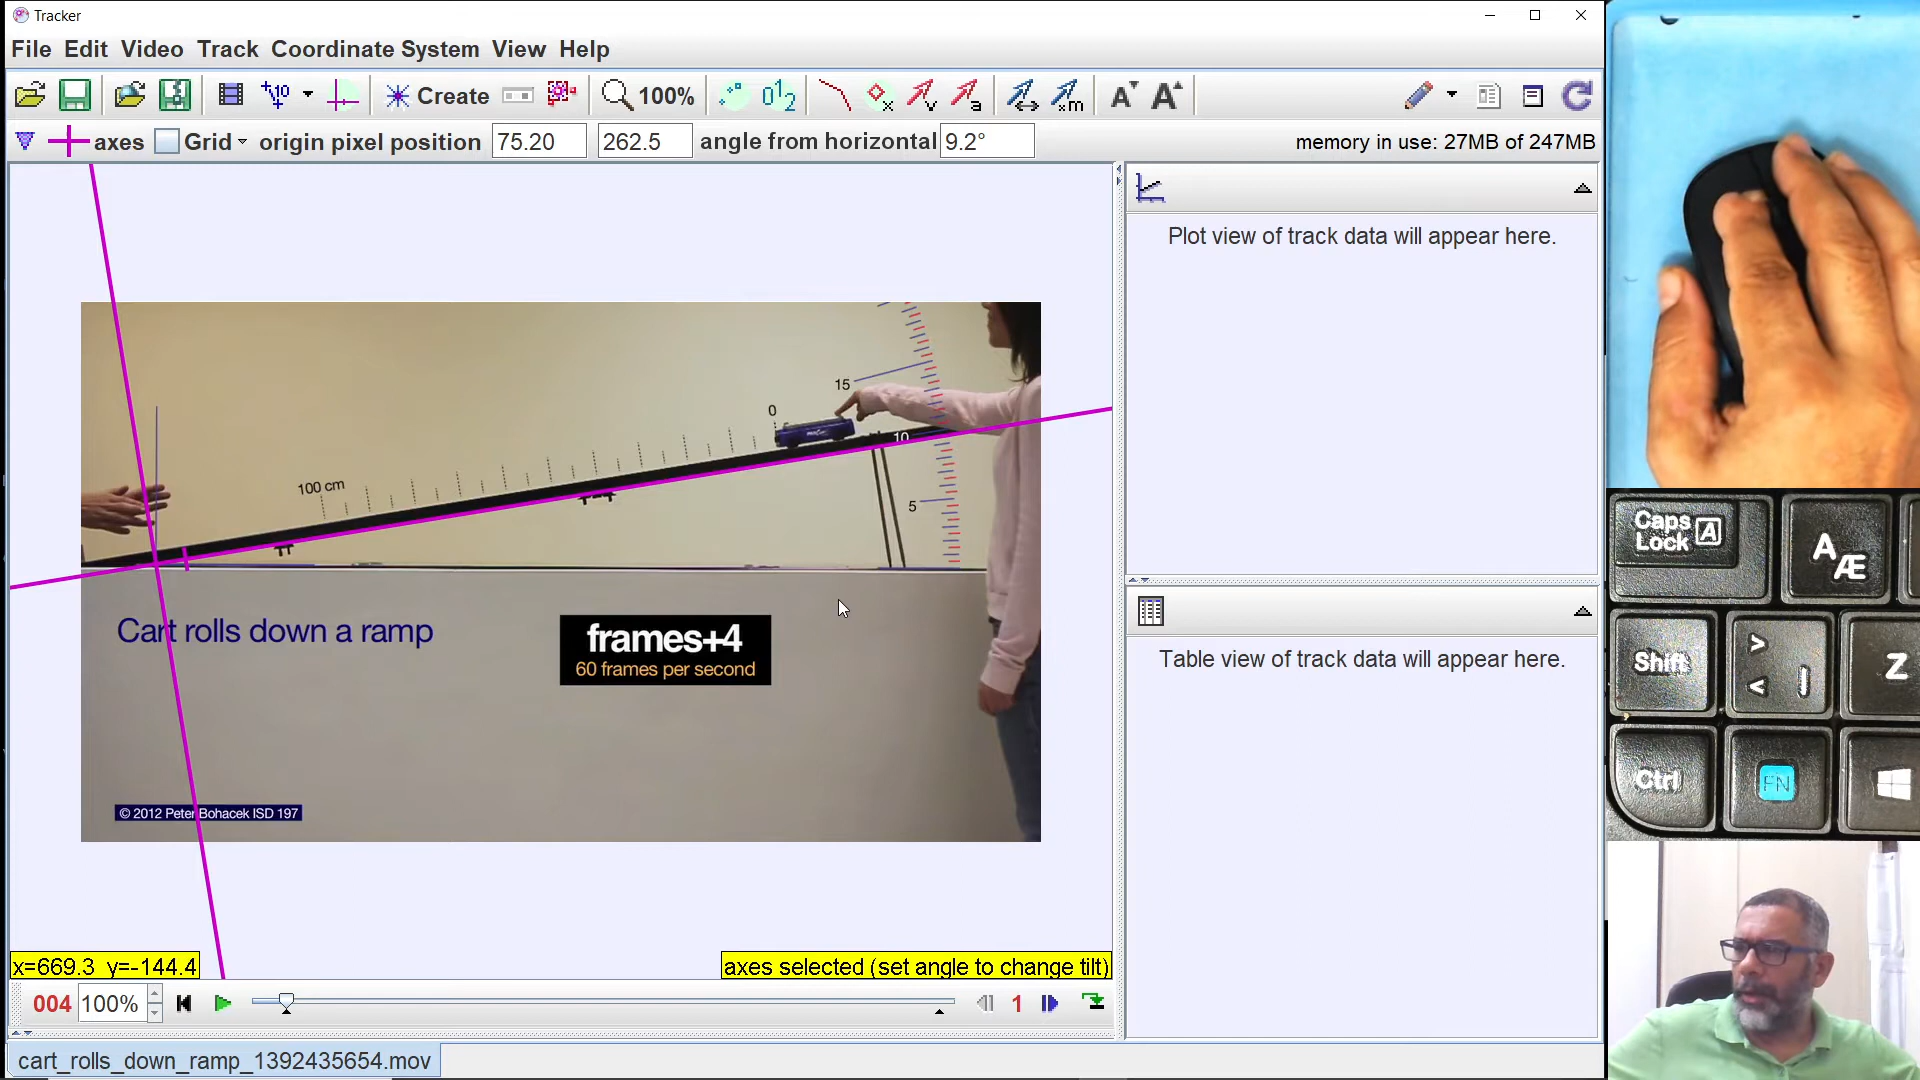 Tracker
File Edit Video Track Coordinate System View Help
Create 100%
axes Grid origin pixel position 75.20 262.5 angle from horizontal 9.2° memory in use: 27MB of 247MB
Plot view of track data will appear here.
15
0
10
100 cm
5
Cart rolls down a ramp
frames+4
60 frames per second
© 2012 Peter Bohacek ISD 197
Table view of track data will appear here.
x=669.3 y=-144.4
axes selected (set angle to change tilt)
004 100% 1
cart_rolls_down_ramp_1392435654.mov
Caps Lock A
A Æ
Shift
>
< |
Z
Ctrl
FN